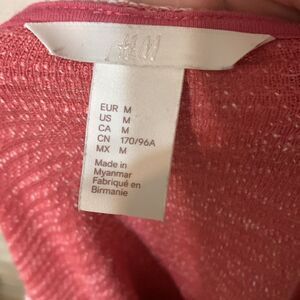 H&M
EUR M
US M
CA M
CN 170/96A
MX M
Made in
Myanmar
Fabriqué en
Birmanie